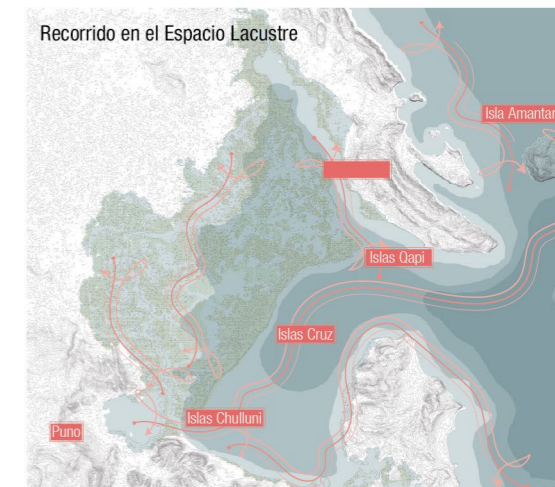 Recorrido en el Espacio Lacustre
Isla Amantan
Islas Qapi
Islas Cruz
Islas Chulluni
Puno